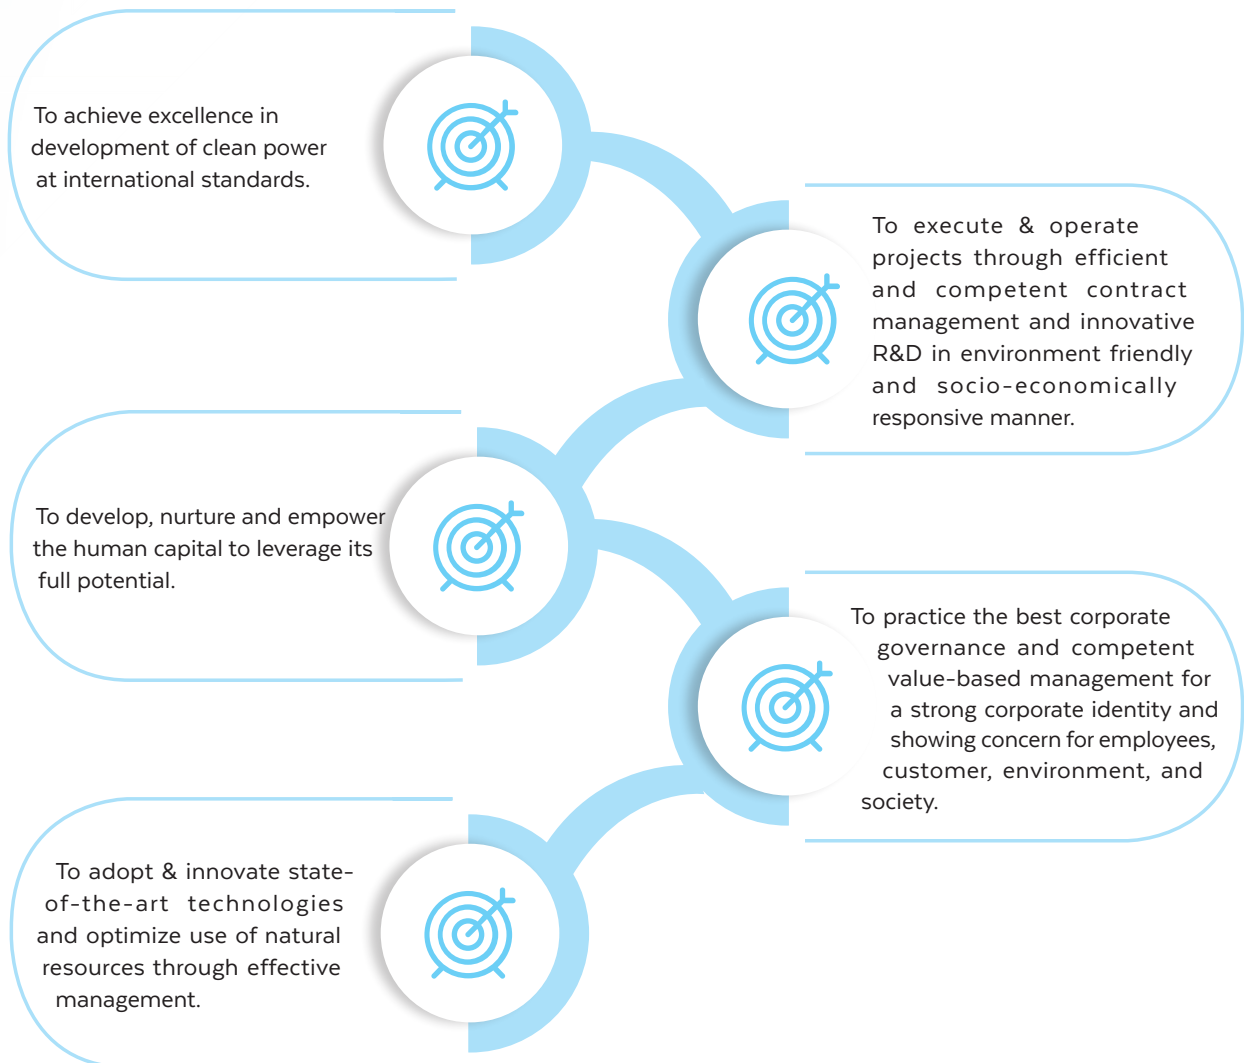 To achieve excellence in
development of clean power
at international standards.
To execute & operate
projects through efficient
and competent contract
management and innovative
R&D in environment friendly
and socio-economically
responsive manner.
To develop, nurture and empower
the human capital to leverage its
full potential.
To practice the best corporate
governance and competent
value-based management for
a strong corporate identity and
showing concern for employees,
customer, environment, and
society.
To adopt & innovate state-
of-the-art technologies
and optimize use of natural
resources through effective
management.